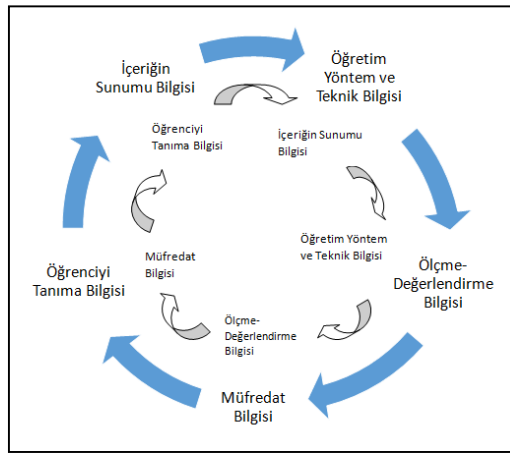 İçeriğin
Sunumu Bilgisi
Öğretim
Yöntem ve
Teknik Bilgisi
Öğrenciyi
Tanıma Bilgisi
İçeriğin Sunumu
Bilgisi
Müfredat
Bilgisi
Öğretim Yöntem
ve Teknik Bilgisi
Öğrenciyi
Tanıma Bilgisi
Ölçme-
Değerlendirme
Bilgisi
Ölçme-
Değerlendirme
Bilgisi
Müfredat
Bilgisi